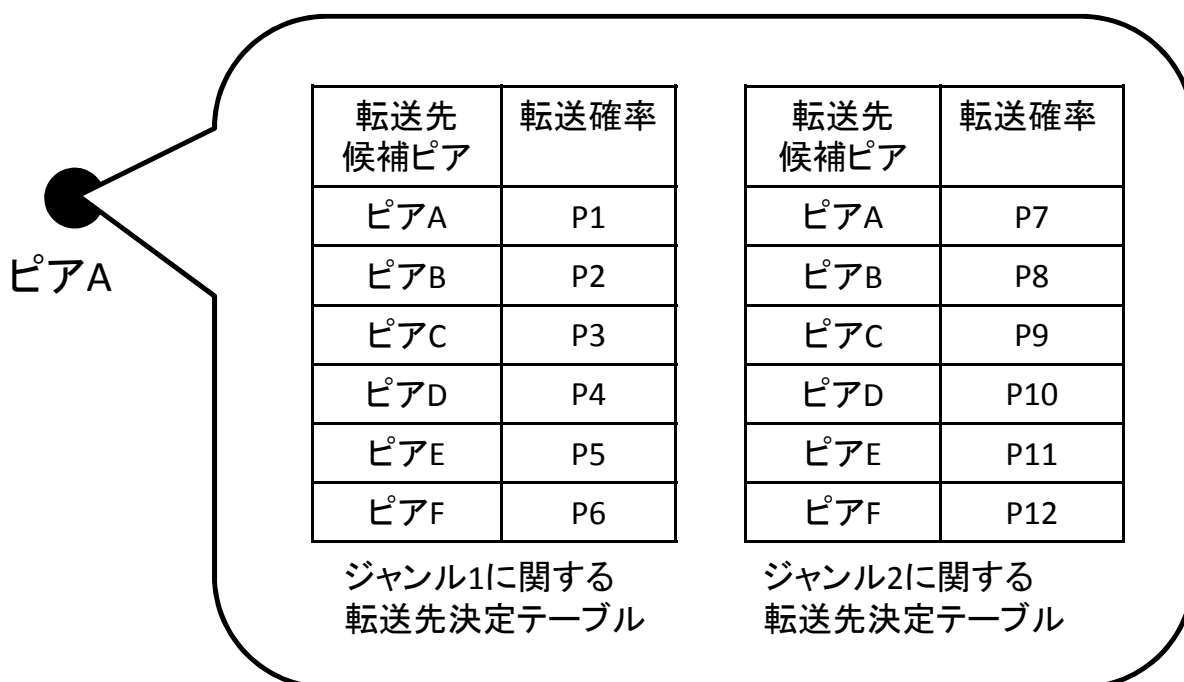 ピアA
転送先
候補ピア
転送確率
ピアA
P1
ピアB
P2
ピアC
P3
ピアD
P4
ピアE
P5
ピアF
P6
ジャンル1に関する
転送先決定テーブル
転送先
候補ピア
転送確率
ピアA
P7
ピアB
P8
ピアC
P9
ピアD
P10
ピアE
P11
ピアF
P12
ジャンル2に関する
転送先決定テーブル